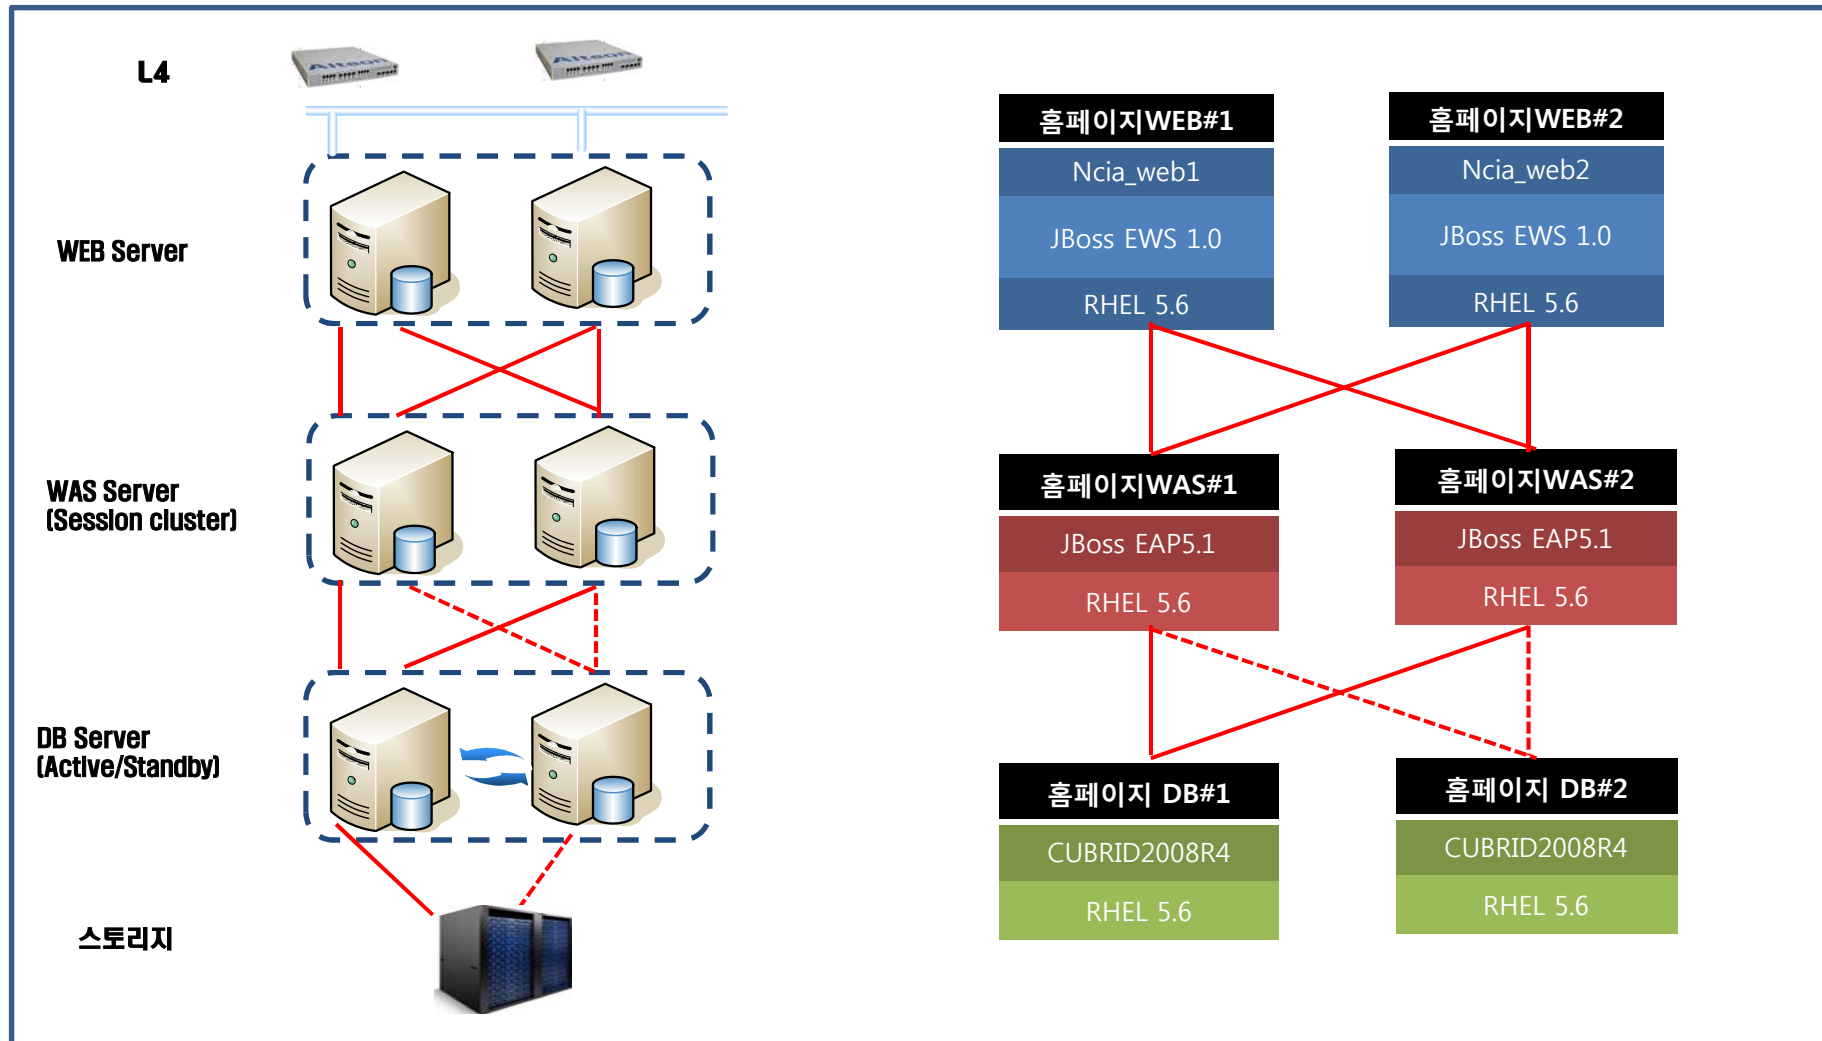 L4
Alteon
Alteon
WEB Server
WAS Server
(Session cluster)
DB Server
(Active/Standby)
스토리지
홈페이지WEB#1
Ncia_web1
JBoss EWS 1.0
RHEL 5.6
홈페이지WEB#2
Ncia_web2
JBoss EWS 1.0
RHEL 5.6
홈페이지WAS#1
JBoss EAP5.1
RHEL 5.6
홈페이지WAS#2
JBoss EAP5.1
RHEL 5.6
홈페이지 DB#1
CUBRID2008R4
RHEL 5.6
홈페이지 DB#2
CUBRID2008R4
RHEL 5.6